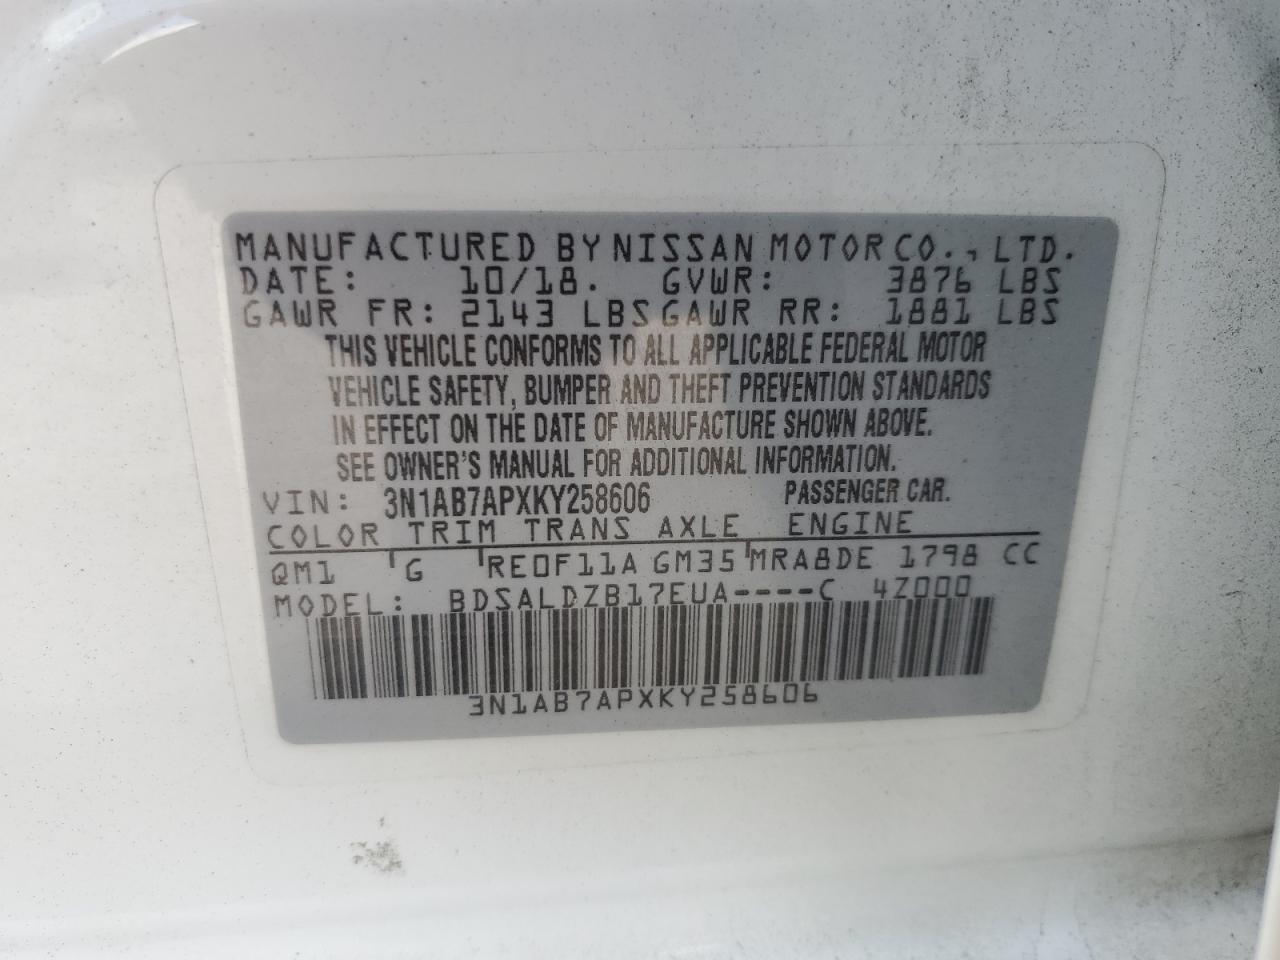 MANUFACTURED BY NISSAN MOTOR CO., LTD.
DATE: 10/18. GVWR: 3876 LBS
GAWR FR: 2143 LBS GAWR RR: 1881 LBS
THIS VEHICLE CONFORMS TO ALL APPLICABLE FEDERAL MOTOR
VEHICLE SAFETY, BUMPER AND THEFT PREVENTION STANDARDS
IN EFFECT ON THE DATE OF MANUFACTURE SHOWN ABOVE.
SEE OWNER'S MANUAL FOR ADDITIONAL INFORMATION.
VIN: 3N1AB7APXKY258606 PASSENGER CAR.
COLOR TRIM TRANS AXLE ENGINE
QM1 G RE0F11A GM35 MRA8DE 1798 CC
MODEL: BDSALDZB17EUA----C 4Z000
3N1AB7APXKY258606